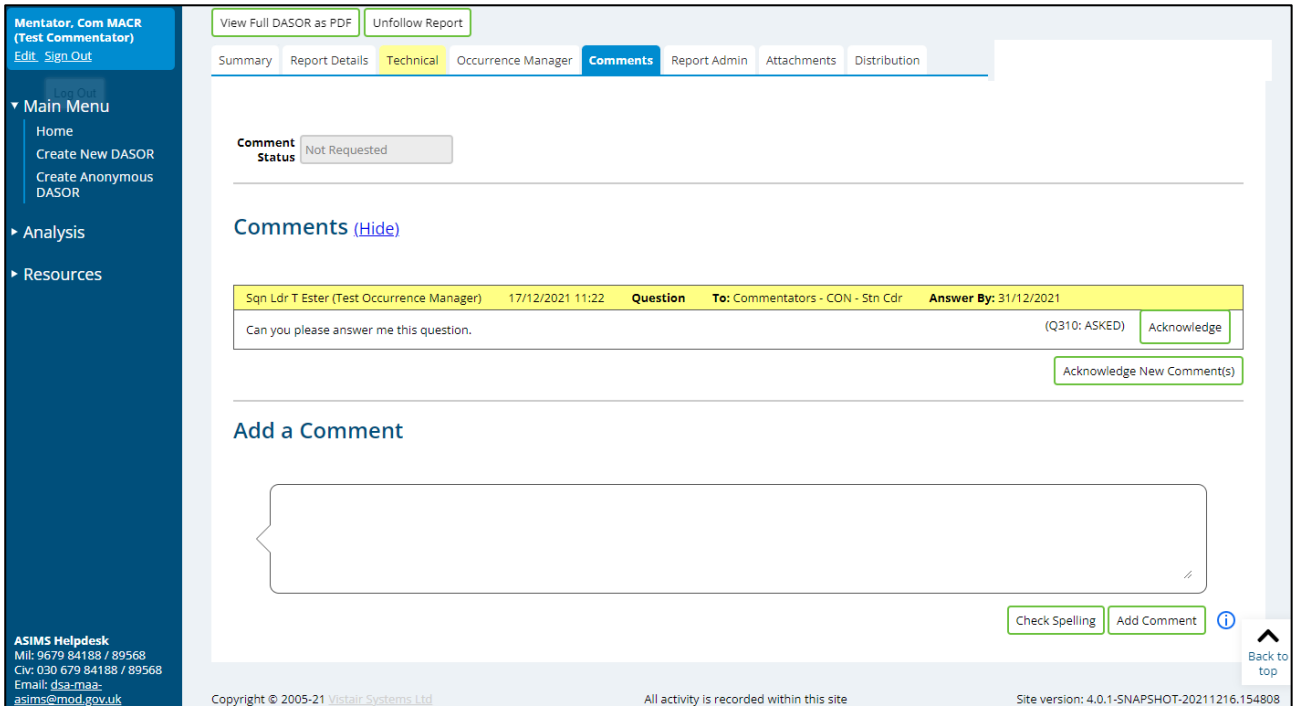 Mentator, Com MACR
(Test Commentator)
Edit Sign Out
Log Out
▾ Main Menu
Home
Create New DASOR
Create Anonymous
DASOR
▸ Analysis
▸ Resources
ASIMS Helpdesk
Mil: 9679 84188 / 89568
Civ: 030 679 84188 / 89568
Email: dsa-maa-
asims@mod.gov.uk
View Full DASOR as PDF Unfollow Report
Summary Report Details Technical Occurrence Manager Comments Report Admin Attachments Distribution
Comment
Status Not Requested
Comments (Hide)
Sqn Ldr T Ester (Test Occurrence Manager) 17/12/2021 11:22 Question To: Commentators - CON - Stn Cdr Answer By: 31/12/2021
Can you please answer me this question. (Q310: ASKED) Acknowledge
Acknowledge New Comment(s)
Add a Comment
Check Spelling Add Comment
Back to
top
Copyright © 2005-21 Vistair Systems Ltd All activity is recorded within this site Site version: 4.0.1-SNAPSHOT-20211216.154808